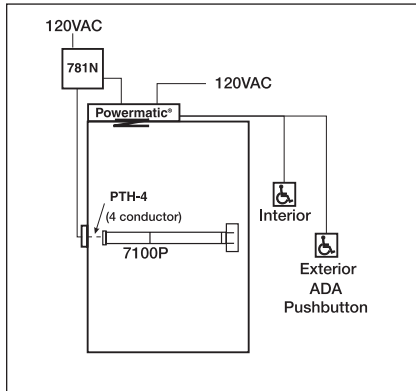 120VAC
781N
120VAC
Powermatic®
PTH-4
(4 conductor)
7100P
Interior
Exterior
ADA
Pushbutton